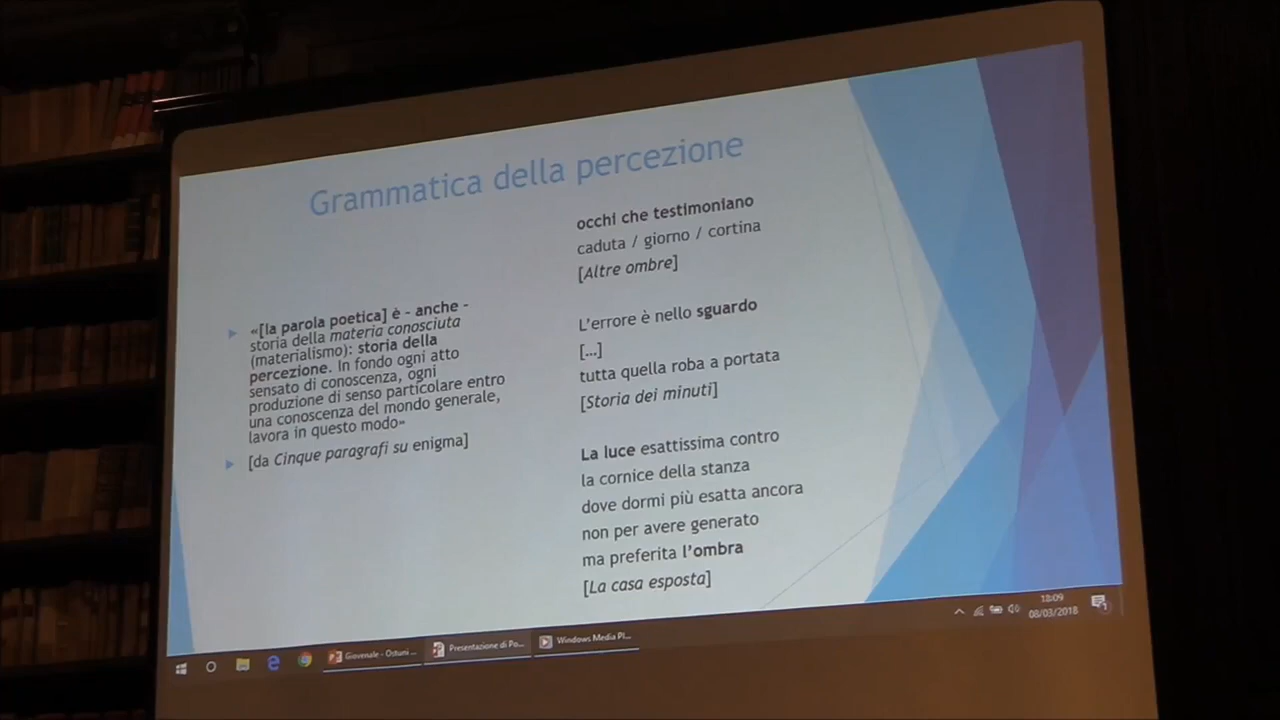 Grammatica della percezione
«[la parola poetica] è - anche -
storia della materia conosciuta
(materialismo): storia della
percezione. In fondo ogni atto
sensato di conoscenza, ogni
produzione di senso particolare entro
una conoscenza del mondo generale,
lavora in questo modo»
[da Cinque paragrafi su enigma]
occhi che testimoniano
caduta / giorno / cortina
[Altre ombre]
L'errore è nello sguardo
[...]
tutta quella roba a portata
[Storia dei minuti]
La luce esattissima contro
la cornice della stanza
dove dormi più esatta ancora
non per avere generato
ma preferita l'ombra
[La casa esposta]
Giovenale - Ostuni ...
Presentazione di Po...
Windows Media Pl...
18:09
08/03/2018
1